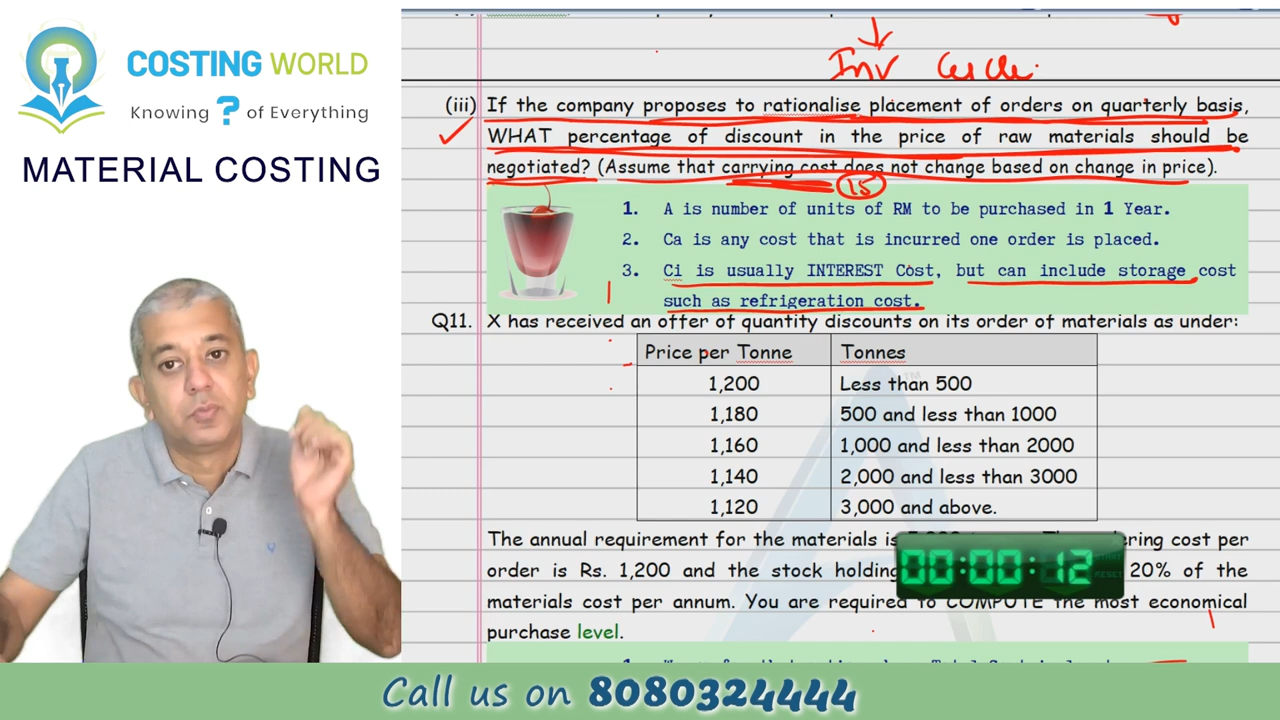 COSTING WORLD
Knowing ? of Everything
MATERIAL COSTING
Inv Cycle
(iii) If the company proposes to rationalise placement of orders on quarterly basis,
WHAT percentage of discount in the price of raw materials should be
negotiated? (Assume that carrying cost does not change based on change in price).
15
1. A is number of units of RM to be purchased in 1 Year.
2. Ca is any cost that is incurred one order is placed.
3. Ci is usually INTEREST Cost, but can include storage cost
such as refrigeration cost.
Q11. X has received an offer of quantity discounts on its order of materials as under:
Price per Tonne Tonnes
1,200 Less than 500
1,180 500 and less than 1000
1,160 1,000 and less than 2000
1,140 2,000 and less than 3000
1,120 3,000 and above.
The annual requirement for the materials is ering cost per
order is Rs. 1,200 and the stock holding 20% of the
materials cost per annum. You are required to COMPUTE the most economical
purchase level.
00:00:12
RESET
Call us on 8080324444